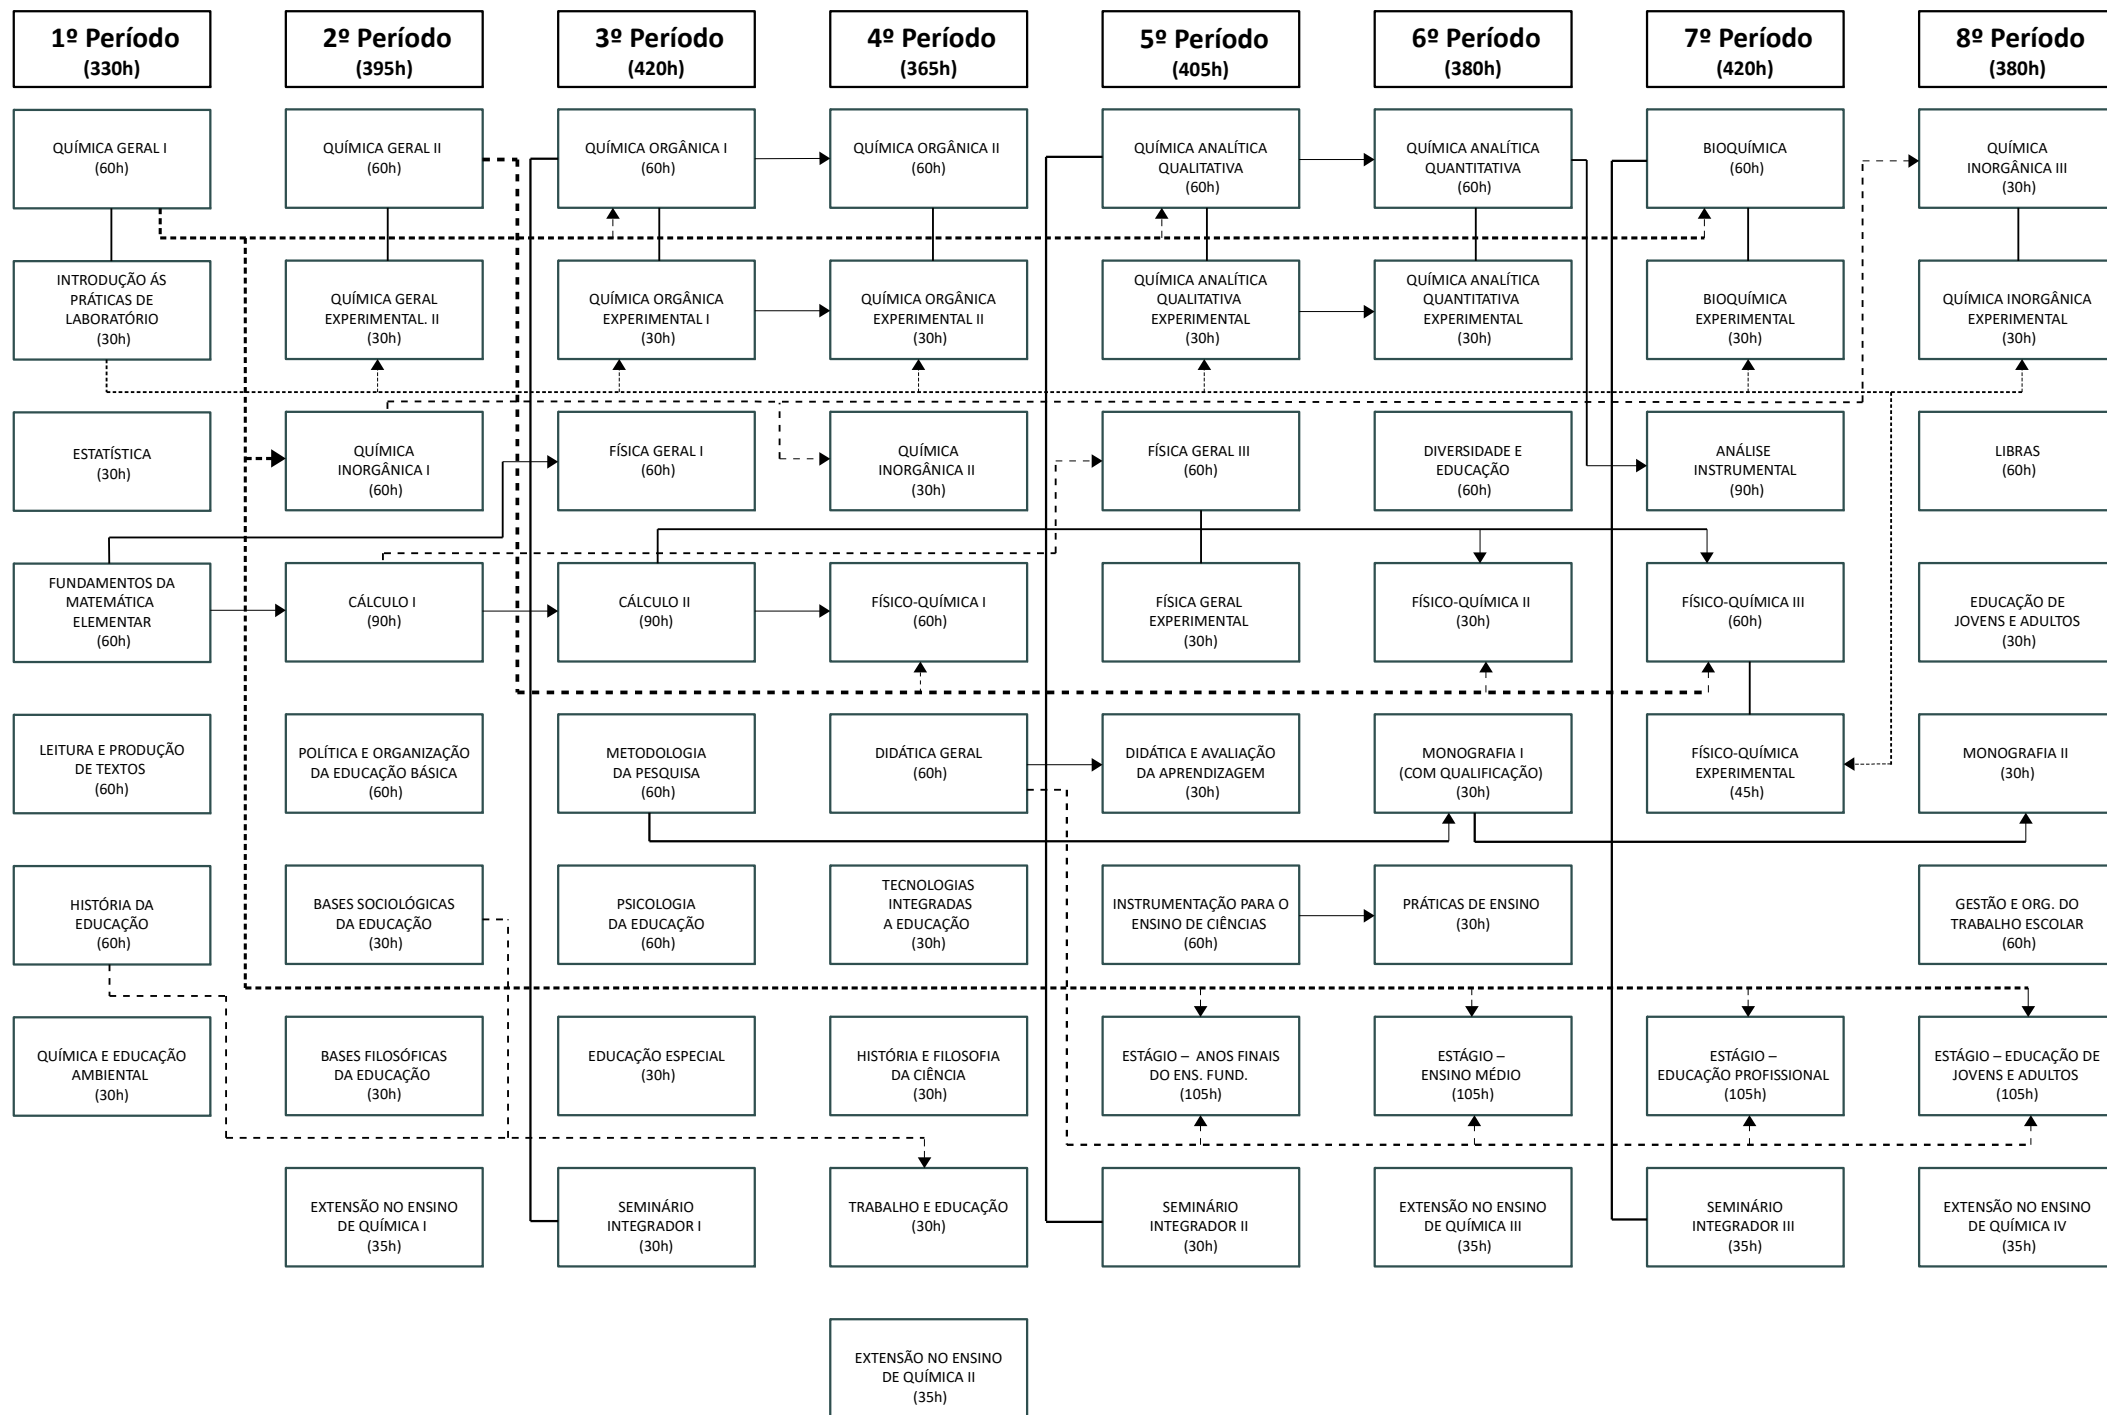 1º Período
(330h)
2º Período
(395h)
3º Período
(420h)
4º Período
(365h)
5º Período
(405h)
6º Período
(380h)
7º Período
(420h)
8º Período
(380h)
QUÍMICA GERAL I
(60h)
QUÍMICA GERAL II
(60h)
QUÍMICA ORGÂNICA I
(60h)
QUÍMICA ORGÂNICA II
(60h)
QUÍMICA ANALÍTICA
QUALITATIVA
(60h)
QUÍMICA ANALÍTICA
QUANTITATIVA
(60h)
BIOQUÍMICA
(60h)
QUÍMICA
INORGÂNICA III
(30h)
INTRODUÇÃO ÁS
PRÁTICAS DE
LABORATÓRIO
(30h)
QUÍMICA GERAL
EXPERIMENTAL. II
(30h)
QUÍMICA ORGÂNICA
EXPERIMENTAL I
(30h)
QUÍMICA ORGÂNICA
EXPERIMENTAL II
(30h)
QUÍMICA ANALÍTICA
QUALITATIVA
EXPERIMENTAL
(30h)
QUÍMICA ANALÍTICA
QUANTITATIVA
EXPERIMENTAL
(30h)
BIOQUÍMICA
EXPERIMENTAL
(30h)
QUÍMICA INORGÂNICA
EXPERIMENTAL
(30h)
ESTATÍSTICA
(30h)
QUÍMICA
INORGÂNICA I
(60h)
FÍSICA GERAL I
(60h)
QUÍMICA
INORGÂNICA II
(30h)
FÍSICA GERAL III
(60h)
DIVERSIDADE E
EDUCAÇÃO
(60h)
ANÁLISE
INSTRUMENTAL
(90h)
LIBRAS
(60h)
FUNDAMENTOS DA
MATEMÁTICA
ELEMENTAR
(60h)
CÁLCULO I
(90h)
CÁLCULO II
(90h)
FÍSICO-QUÍMICA I
(60h)
FÍSICA GERAL
EXPERIMENTAL
(30h)
FÍSICO-QUÍMICA II
(30h)
FÍSICO-QUÍMICA III
(60h)
EDUCAÇÃO DE
JOVENS E ADULTOS
(30h)
LEITURA E PRODUÇÃO
DE TEXTOS
(60h)
POLÍTICA E ORGANIZAÇÃO
DA EDUCAÇÃO BÁSICA
(60h)
METODOLOGIA
DA PESQUISA
(60h)
DIDÁTICA GERAL
(60h)
DIDÁTICA E AVALIAÇÃO
DA APRENDIZAGEM
(30h)
MONOGRAFIA I
(COM QUALIFICAÇÃO)
(30h)
FÍSICO-QUÍMICA
EXPERIMENTAL
(45h)
MONOGRAFIA II
(30h)
HISTÓRIA DA
EDUCAÇÃO
(60h)
BASES SOCIOLÓGICAS
DA EDUCAÇÃO
(30h)
PSICOLOGIA
DA EDUCAÇÃO
(60h)
TECNOLOGIAS
INTEGRADAS
A EDUCAÇÃO
(30h)
INSTRUMENTAÇÃO PARA O
ENSINO DE CIÊNCIAS
(60h)
PRÁTICAS DE ENSINO
(30h)
GESTÃO E ORG. DO
TRABALHO ESCOLAR
(60h)
QUÍMICA E EDUCAÇÃO
AMBIENTAL
(30h)
BASES FILOSÓFICAS
DA EDUCAÇÃO
(30h)
EDUCAÇÃO ESPECIAL
(30h)
HISTÓRIA E FILOSOFIA
DA CIÊNCIA
(30h)
ESTÁGIO – ANOS FINAIS
DO ENS. FUND.
(105h)
ESTÁGIO –
ENSINO MÉDIO
(105h)
ESTÁGIO –
EDUCAÇÃO PROFISSIONAL
(105h)
ESTÁGIO – EDUCAÇÃO DE
JOVENS E ADULTOS
(105h)
EXTENSÃO NO ENSINO
DE QUÍMICA I
(35h)
SEMINÁRIO
INTEGRADOR I
(30h)
TRABALHO E EDUCAÇÃO
(30h)
SEMINÁRIO
INTEGRADOR II
(30h)
EXTENSÃO NO ENSINO
DE QUÍMICA III
(35h)
SEMINÁRIO
INTEGRADOR III
(35h)
EXTENSÃO NO ENSINO
DE QUÍMICA IV
(35h)
EXTENSÃO NO ENSINO
DE QUÍMICA II
(35h)